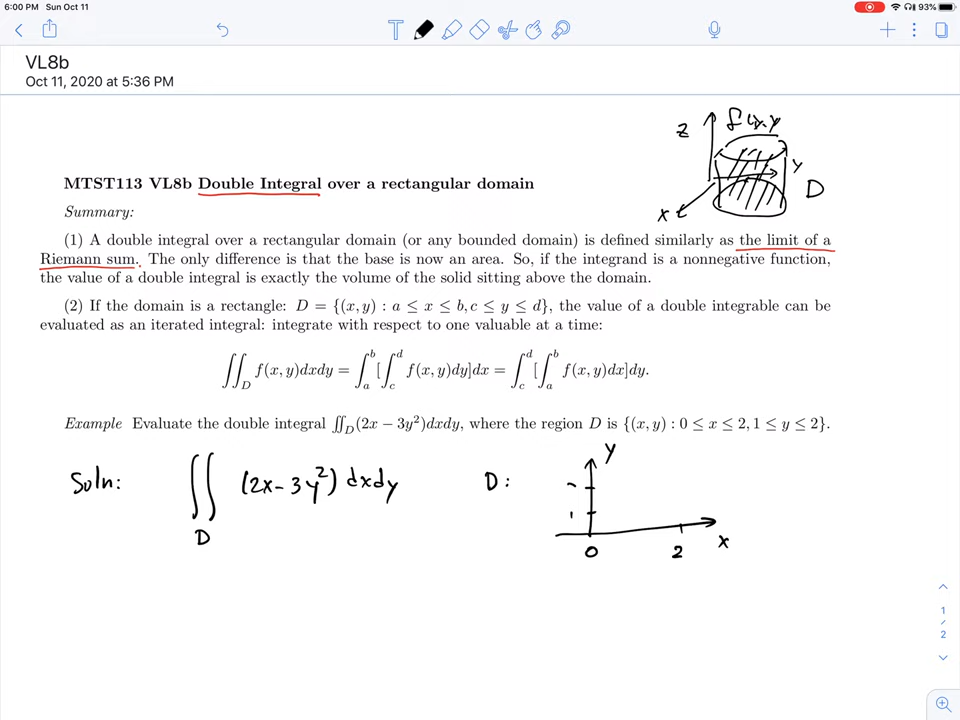 6:00 PM Sun Oct 11
93%
VL8b
Oct 11, 2020 at 5:36 PM
z
f(x,y)
y
x
D
MTST113 VL8b Double Integral over a rectangular domain
Summary:
(1) A double integral over a rectangular domain (or any bounded domain) is defined similarly as the limit of a
Riemann sum. The only difference is that the base is now an area. So, if the integrand is a nonnegative function,
the value of a double integral is exactly the volume of the solid sitting above the domain.
(2) If the domain is a rectangle: D = {(x, y) : a ≤ x ≤ b, c ≤ y ≤ d}, the value of a double integrable can be
evaluated as an iterated integral: integrate with respect to one valuable at a time:
∬_D f(x, y)dxdy = ∫_a^b [∫_c^d f(x, y)dy]dx = ∫_c^d [∫_a^b f(x, y)dx]dy.
Example Evaluate the double integral ∬_D (2x − 3y²)dxdy, where the region D is {(x, y) : 0 ≤ x ≤ 2, 1 ≤ y ≤ 2}.
Soln: ∬_D (2x - 3y²) dxdy
D:
y
1
0
2
x
1
/
2